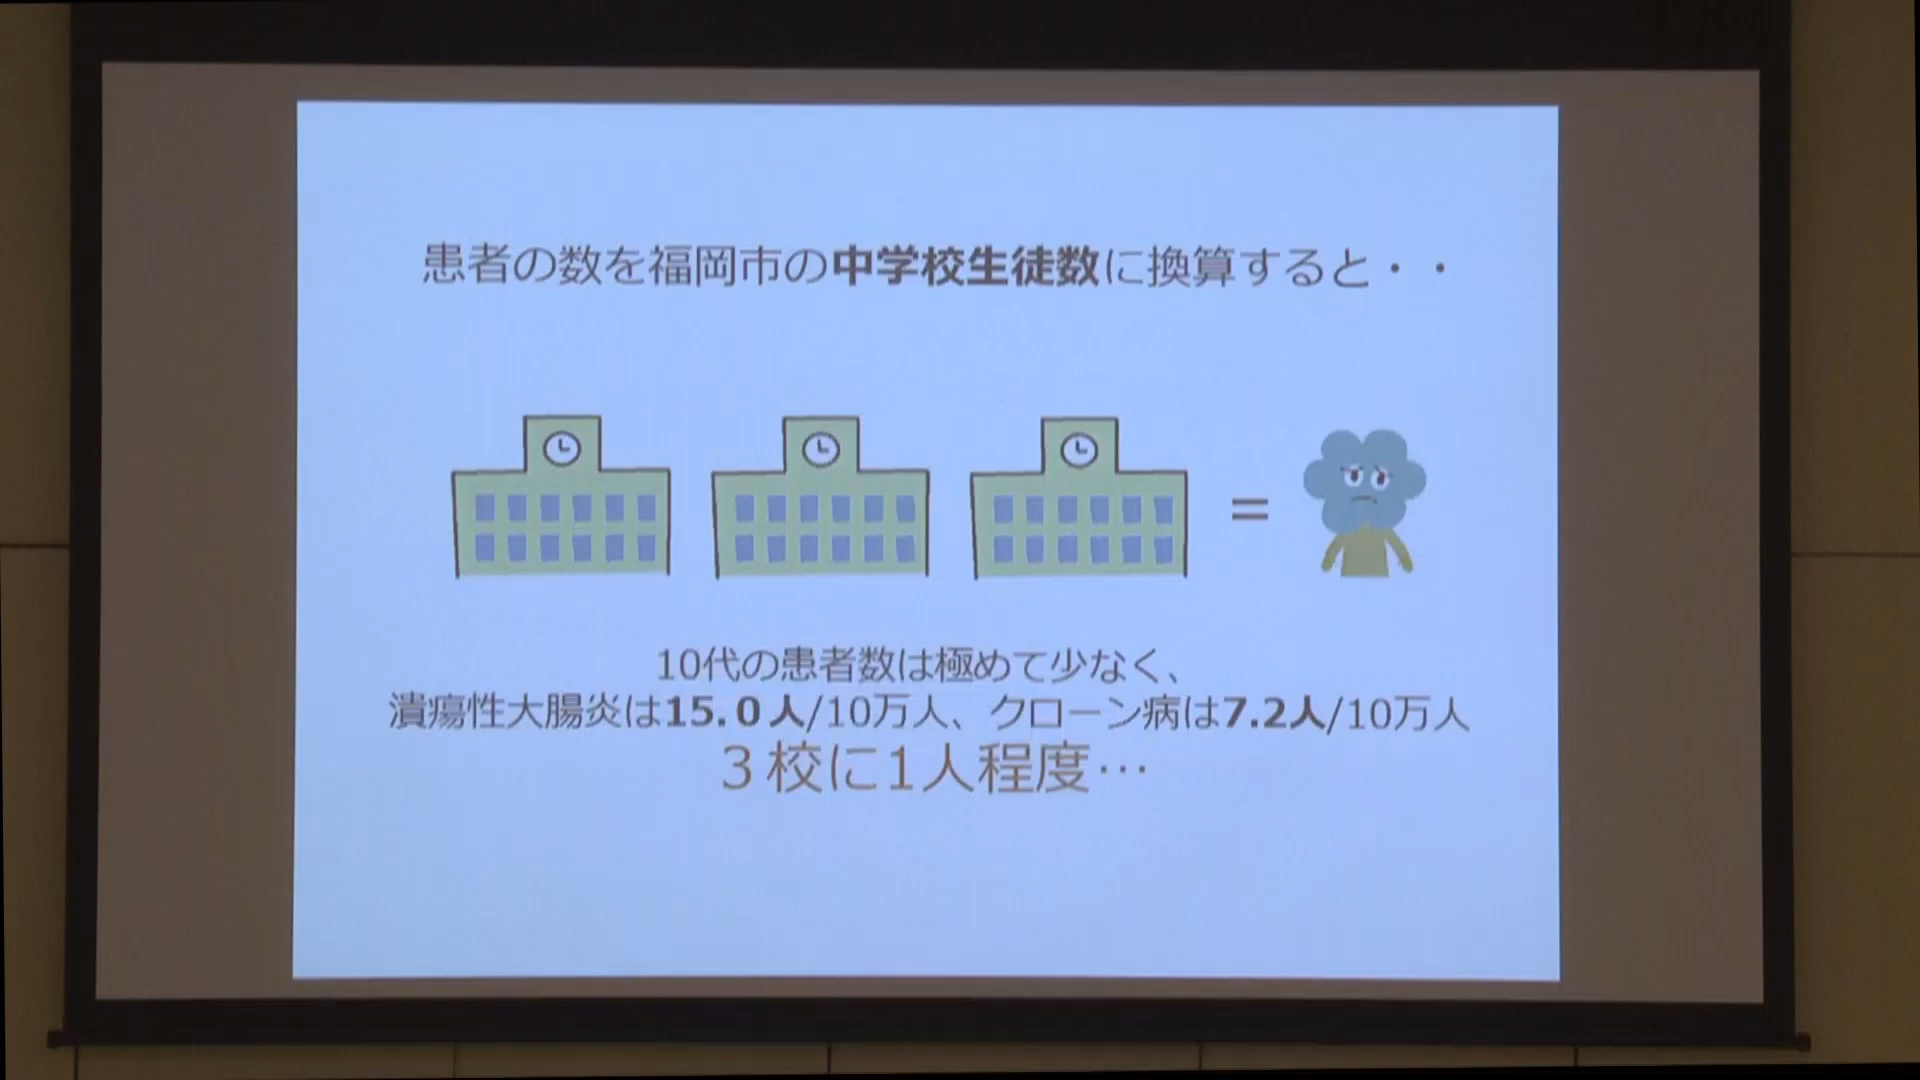 患者の数を福岡市の中学校生徒数に換算すると・・
=
10代の患者数は極めて少なく、
潰瘍性大腸炎は15.0人/10万人、クローン病は7.2人/10万人
３校に1人程度…